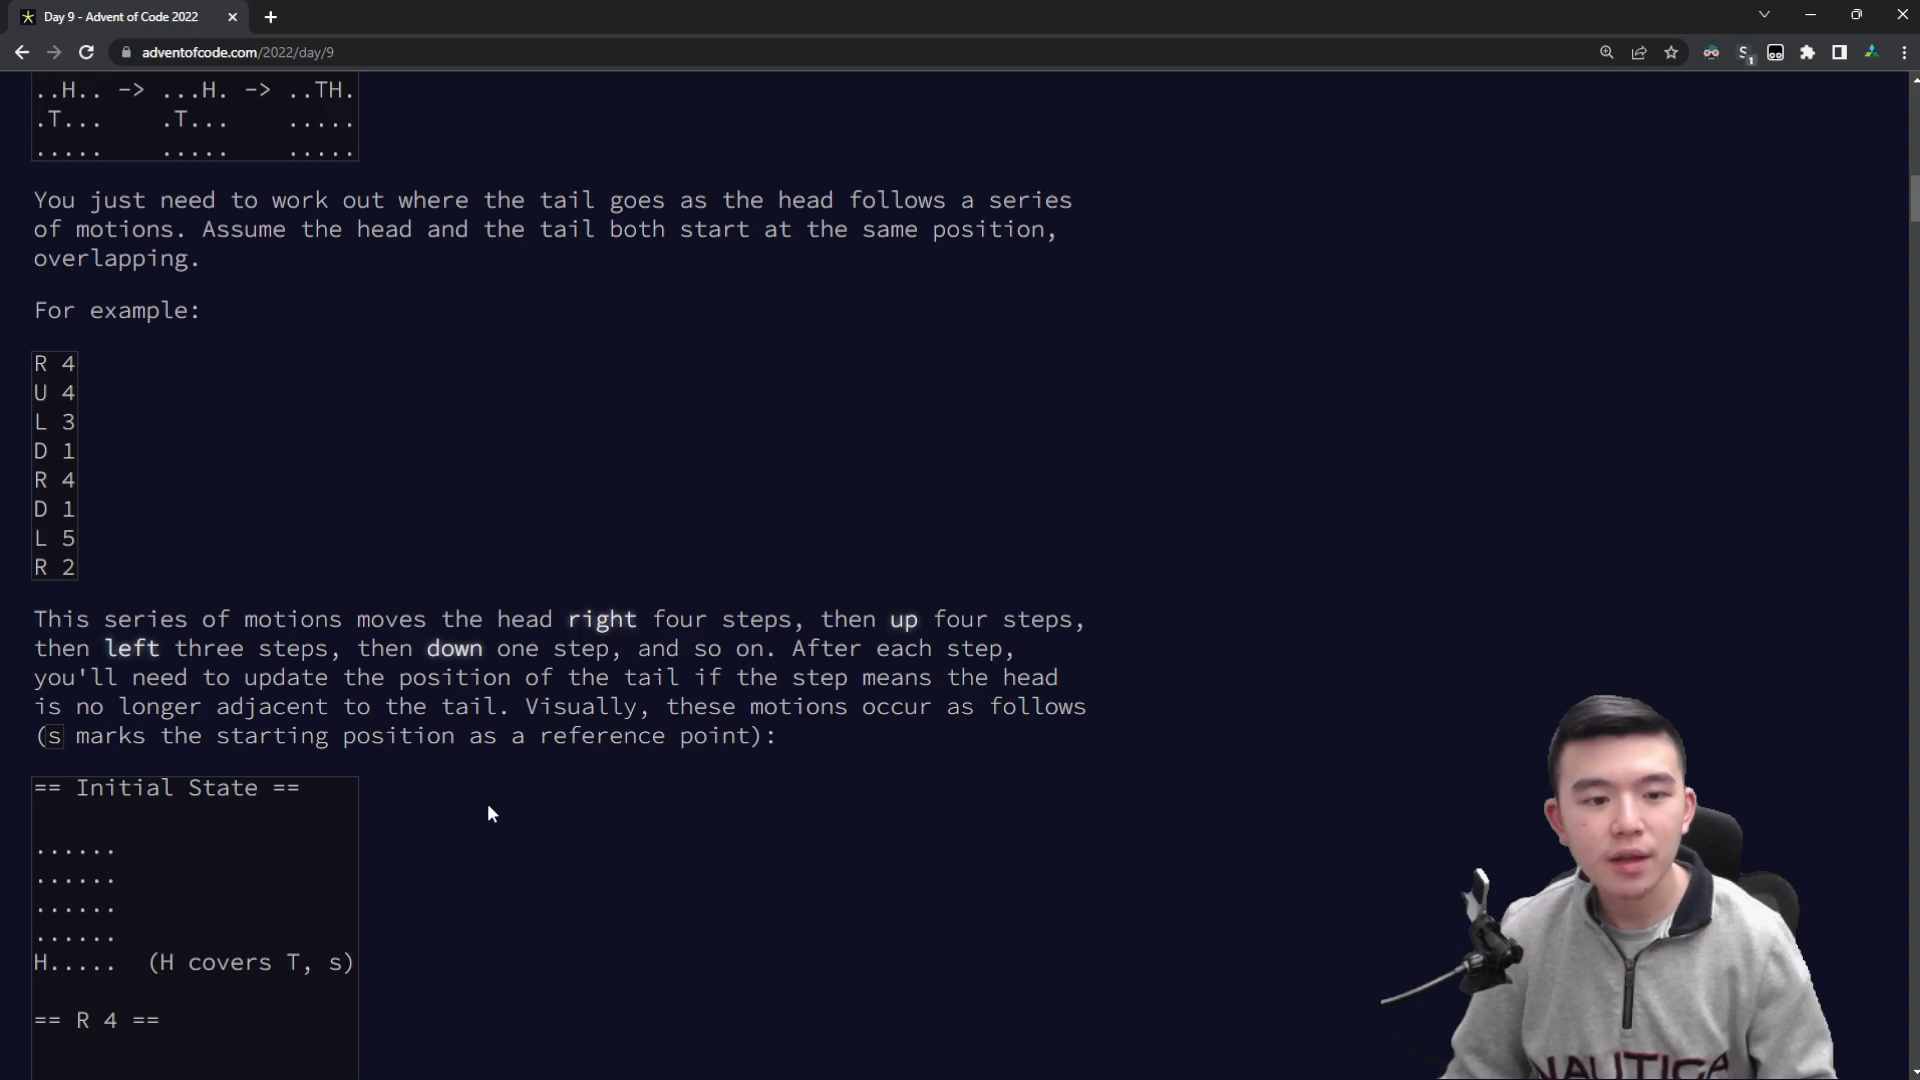 Day 9 - Advent of Code 2022
adventofcode.com/2022/day/9
S
1
..H.. -> ...H. -> ..TH.
.T... .T... .....
..... ..... .....
You just need to work out where the tail goes as the head follows a series
of motions. Assume the head and the tail both start at the same position,
overlapping.
For example:
R 4
U 4
L 3
D 1
R 4
D 1
L 5
R 2
This series of motions moves the head right four steps, then up four steps,
then left three steps, then down one step, and so on. After each step,
you'll need to update the position of the tail if the step means the head
is no longer adjacent to the tail. Visually, these motions occur as follows
(s marks the starting position as a reference point):
== Initial State ==
......
......
......
......
H..... (H covers T, s)
== R 4 ==
NAUTICA